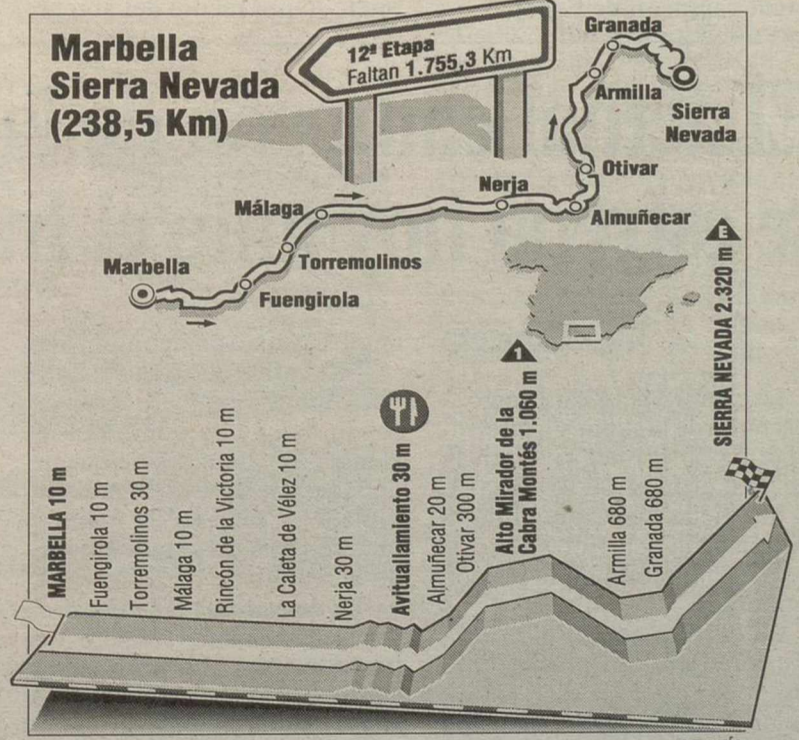 Marbella
Sierra Nevada
(238,5 Km)
12ª Etapa
Faltan 1.755,3 Km
Granada
Armilla
Sierra
Nevada
Otivar
Nerja
Almuñecar
Málaga
Torremolinos
Marbella
Fuengirola
MARBELLA 10 m
Fuengirola 10 m
Torremolinos 30 m
Málaga 10 m
Rincón de la Victoria 10 m
La Caleta de Vélez 10 m
Nerja 30 m
Avituallamiento 30 m
Almuñecar 20 m
Otivar 300 m
1
Alto Mirador de la
Cabra Montés 1.060 m
Armilla 680 m
Granada 680 m
E
SIERRA NEVADA 2.320 m